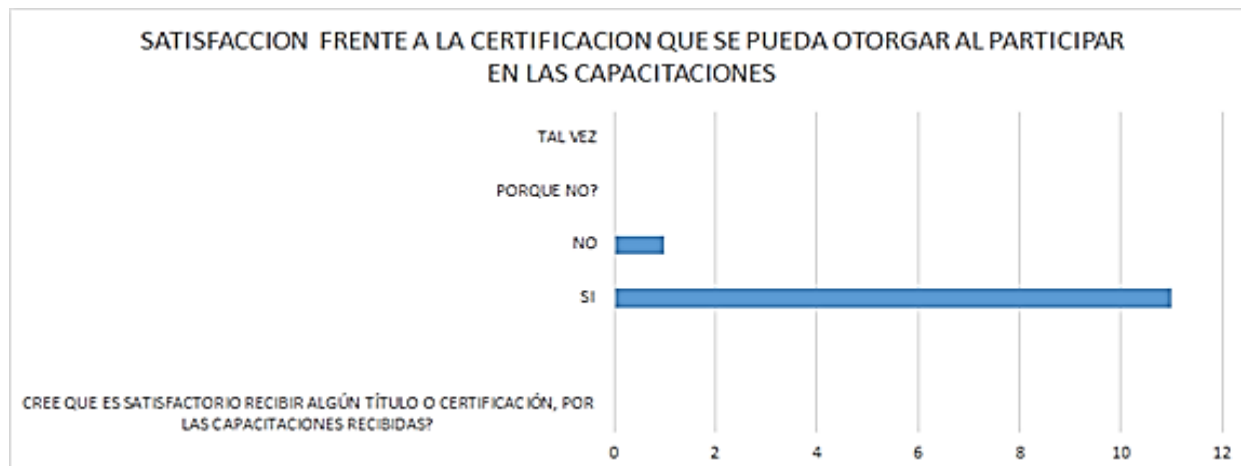 SATISFACCION FRENTE A LA CERTIFICACION QUE SE PUEDA OTORGAR AL PARTICIPAR
EN LAS CAPACITACIONES
TAL VEZ
PORQUE NO?
NO
SI
CREE QUE ES SATISFACTORIO RECIBIR ALGÚN TÍTULO O CERTIFICACIÓN, POR
LAS CAPACITACIONES RECIBIDAS?
0 2 4 6 8 10 12